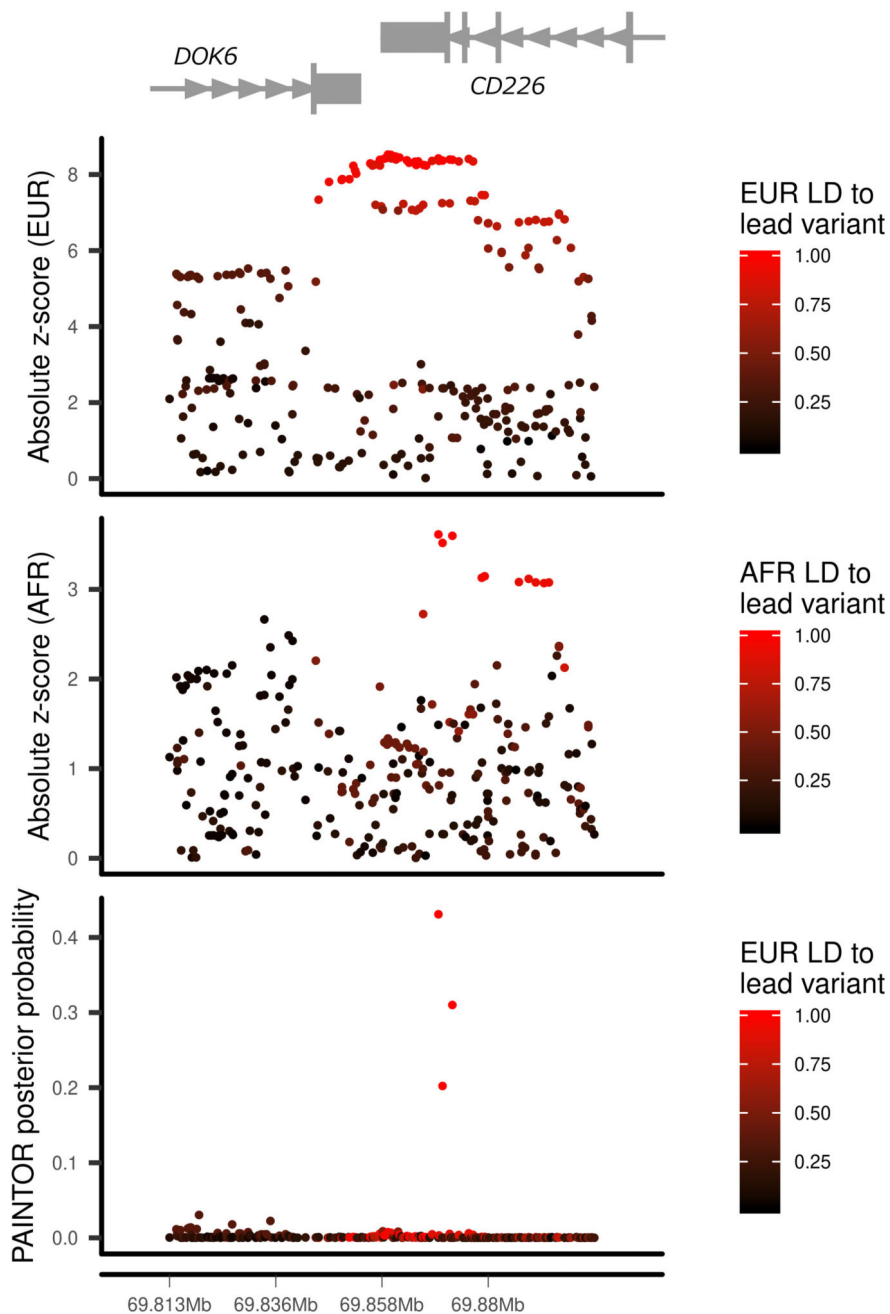 DOK6
CD226
Absolute z-score (EUR)
8
6
4
2
0
EUR LD to
lead variant
1.00
0.75
0.50
0.25
Absolute z-score (AFR)
3
2
1
0
AFR LD to
lead variant
1.00
0.75
0.50
0.25
PAINTOR posterior probability
0.4
0.3
0.2
0.1
0.0
EUR LD to
lead variant
1.00
0.75
0.50
0.25
69.813Mb 69.836Mb 69.858Mb 69.88Mb